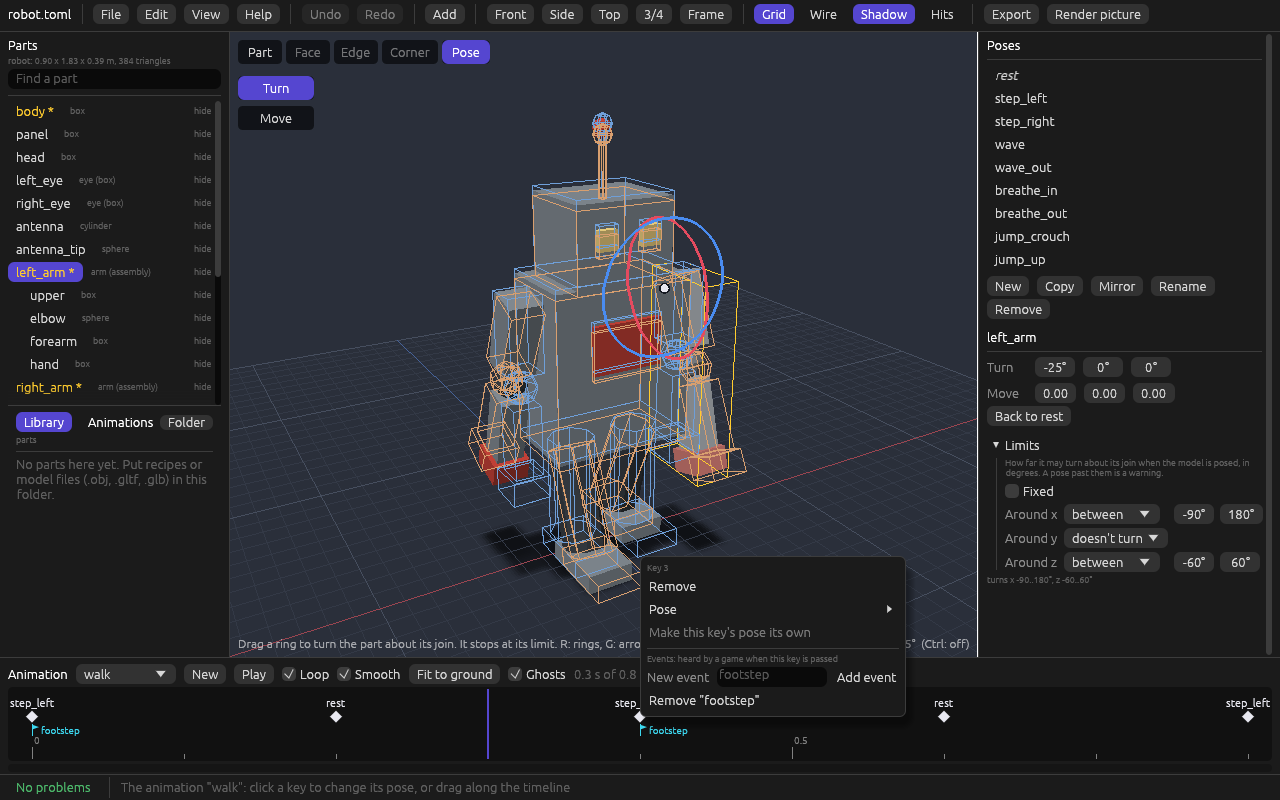 robot.toml File Edit View Help Undo Redo Add Front Side Top 3/4 Frame Grid Wire Shadow Hits Export Render picture
Parts
robot: 0.90 x 1.83 x 0.39 m, 384 triangles
Find a part
body * box hide
panel box hide
head box hide
left_eye eye (box) hide
right_eye eye (box) hide
antenna cylinder hide
antenna_tip sphere hide
left_arm * arm (assembly) hide
upper box hide
elbow sphere hide
forearm box hide
hand box hide
right_arm * arm (assembly) hide
Library Animations Folder
parts
No parts here yet. Put recipes or
model files (.obj, .gltf, .glb) in this
folder.
Part Face Edge Corner Pose
Turn
Move
Drag a ring to turn the part about its join. It stops at its limit. R: rings, G: arro
5° (Ctrl: off)
Poses
rest
step_left
step_right
wave
wave_out
breathe_in
breathe_out
jump_crouch
jump_up
New Copy Mirror Rename
Remove
left_arm
Turn -25° 0° 0°
Move 0.00 0.00 0.00
Back to rest
Limits
How far it may turn about its join when the model is posed, in
degrees. A pose past them is a warning.
Fixed
Around x between -90° 180°
Around y doesn't turn
Around z between -60° 60°
turns x -90..180°, z -60..60°
Key 3
Remove
Pose
Make this key's pose its own
Events: heard by a game when this key is passed
New event footstep Add event
Remove "footstep"
Animation walk New Play Loop Smooth Fit to ground Ghosts 0.3 s of 0.8
step_left rest step_ rest step_left
footstep footstep
0 0.5
No problems The animation "walk": click a key to change its pose, or drag along the timeline